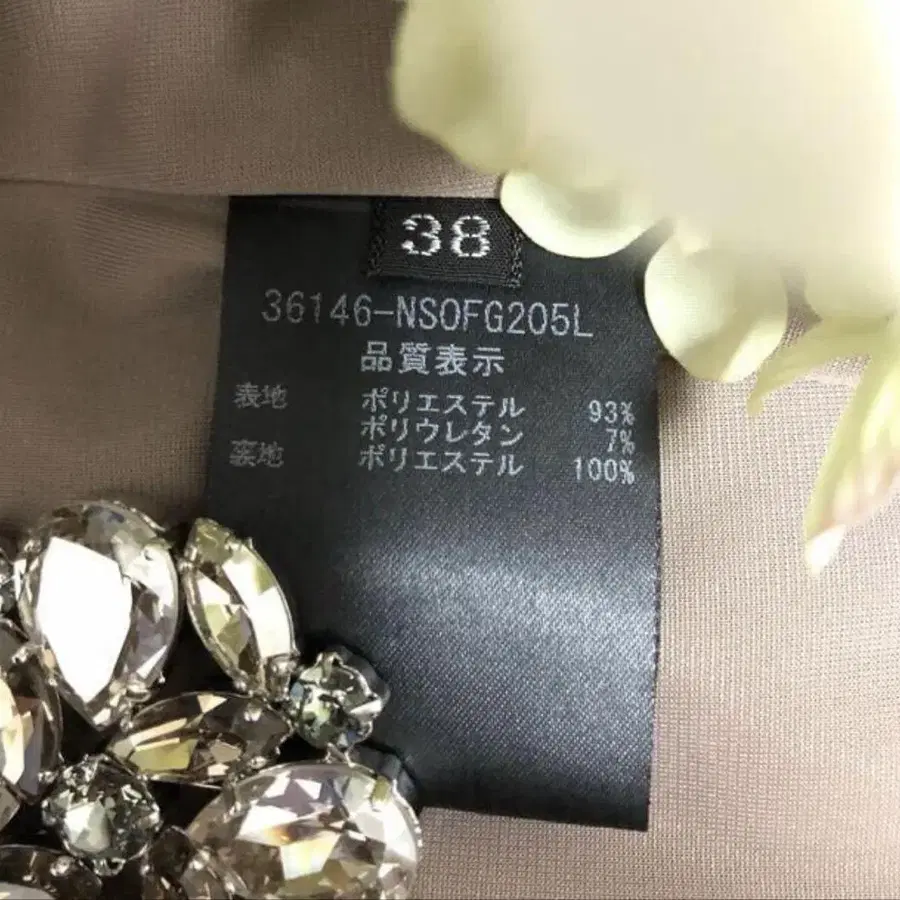 38
36146-NSOFG205L
品質表示
表地 ポリエステル 93%
ポリウレタン 7%
裏地 ポリエステル 100%